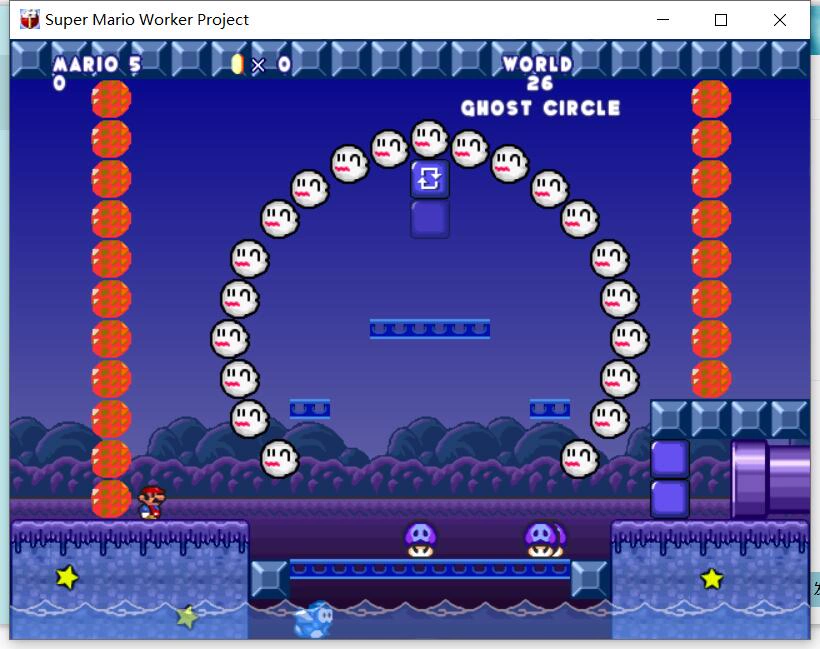 Super Mario Worker Project
MARIO 5
× 0
WORLD
0
26
GHOST CIRCLE